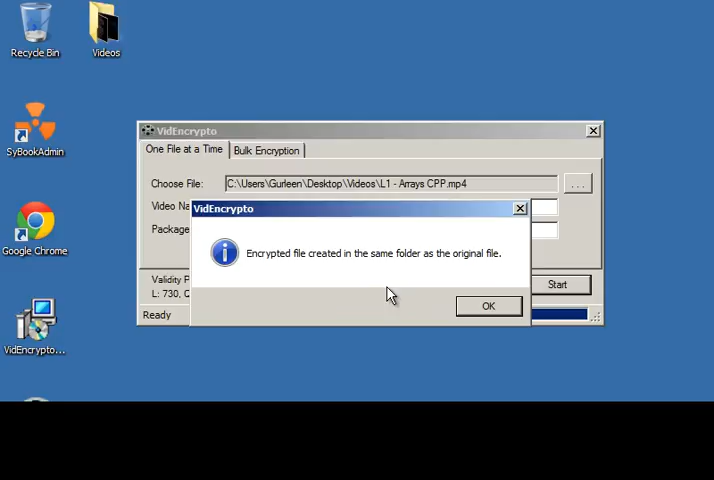 Recycle Bin
Videos
SyBookAdmin
Google Chrome
VidEncrypto...
VidEncrypto
One File at a Time
Bulk Encryption
Choose File:
C:\Users\Gurleen\Desktop\Videos\L1 - Arrays CPP.mp4
...
Video Na
Package
VidEncrypto
Encrypted file created in the same folder as the original file.
OK
Validity P
L: 730, Q
Start
Ready